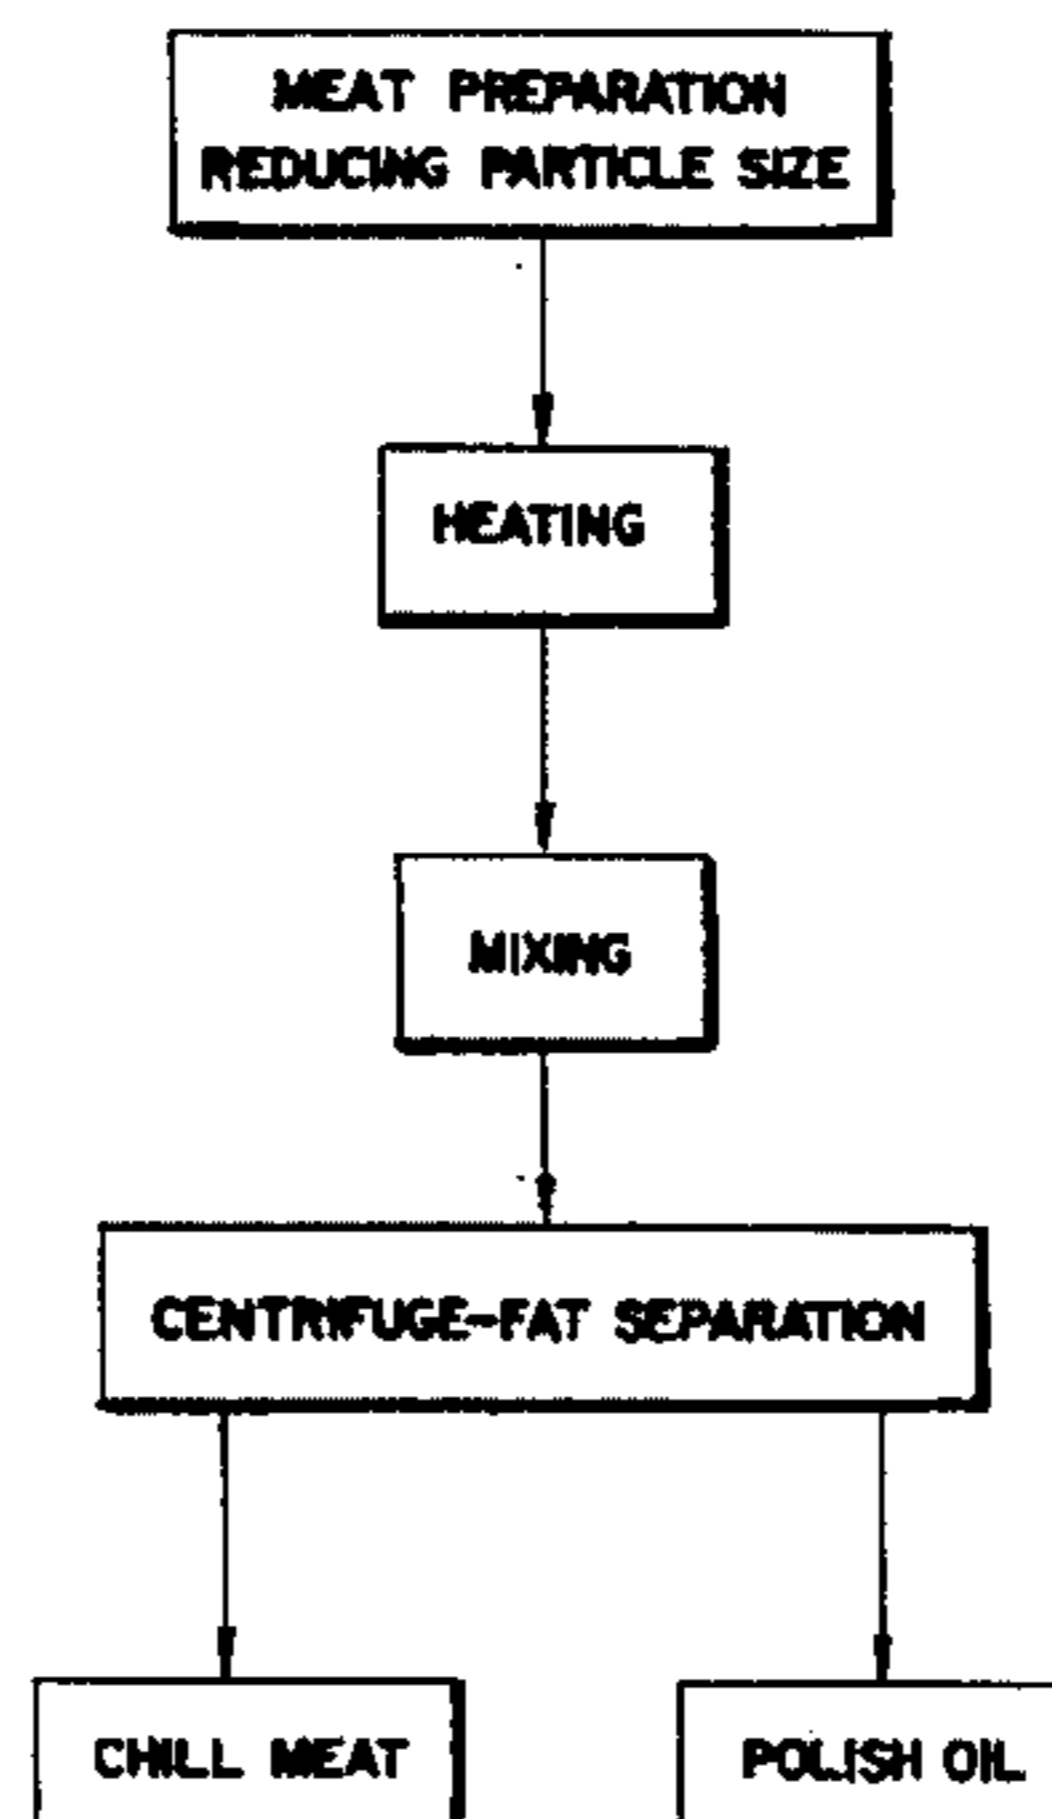 MEAT PREPARATION
REDUCING PARTICLE SIZE
HEATING
MIXING
CENTRIFUGE-FAT SEPARATION
CHILL MEAT
POLISH OIL